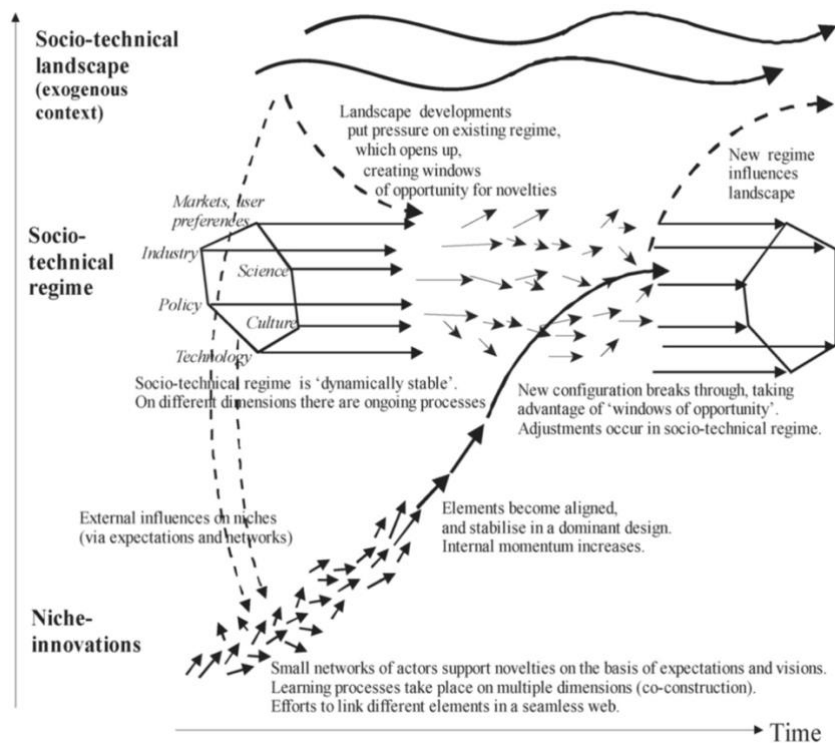 Socio-technical
landscape
(exogenous
context)
Landscape developments
put pressure on existing regime,
which opens up,
creating windows
of opportunity for novelties
New regime
influences
landscape
Markets, user
preferences
Socio-
technical
regime
Industry
Science
Policy
Culture
Technology
Socio-technical regime is ‘dynamically stable’.
On different dimensions there are ongoing processes
New configuration breaks through, taking
advantage of ‘windows of opportunity’.
Adjustments occur in socio-technical regime.
External influences on niches
(via expectations and networks)
Elements become aligned,
and stabilise in a dominant design.
Internal momentum increases.
Niche-
innovations
Small networks of actors support novelties on the basis of expectations and visions.
Learning processes take place on multiple dimensions (co-construction).
Efforts to link different elements in a seamless web.
Time